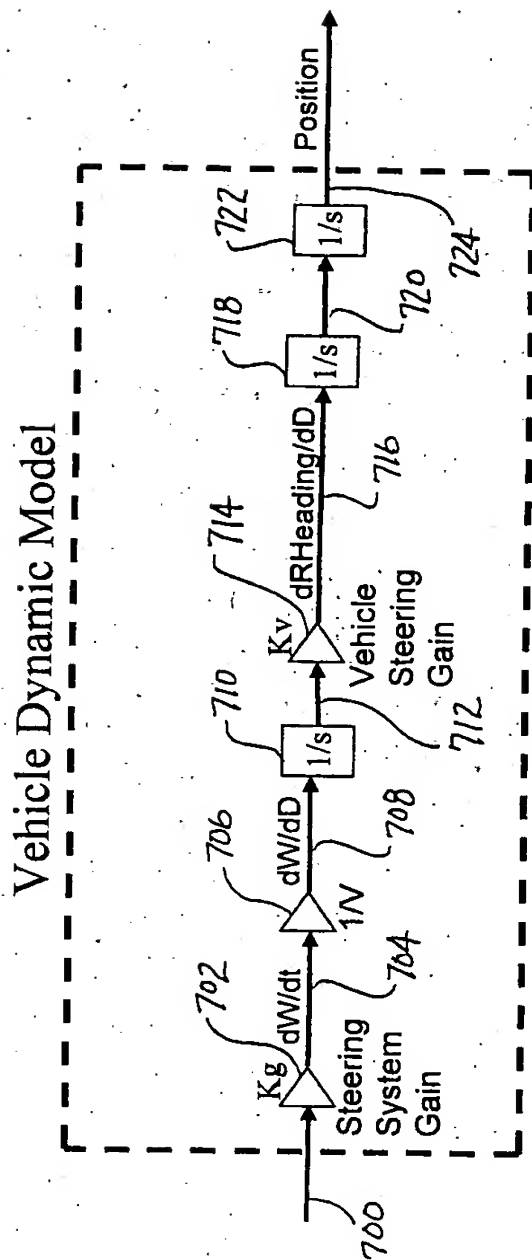 Vehicle Dynamic Model
700
702
Kg
Steering
System
Gain
dW/dt
704
706
1/V
dW/dD
708
710
1/s
712
714
Kv
Vehicle
Steering
Gain
dRHeading/dD
716
718
1/s
720
722
1/s
724
Position